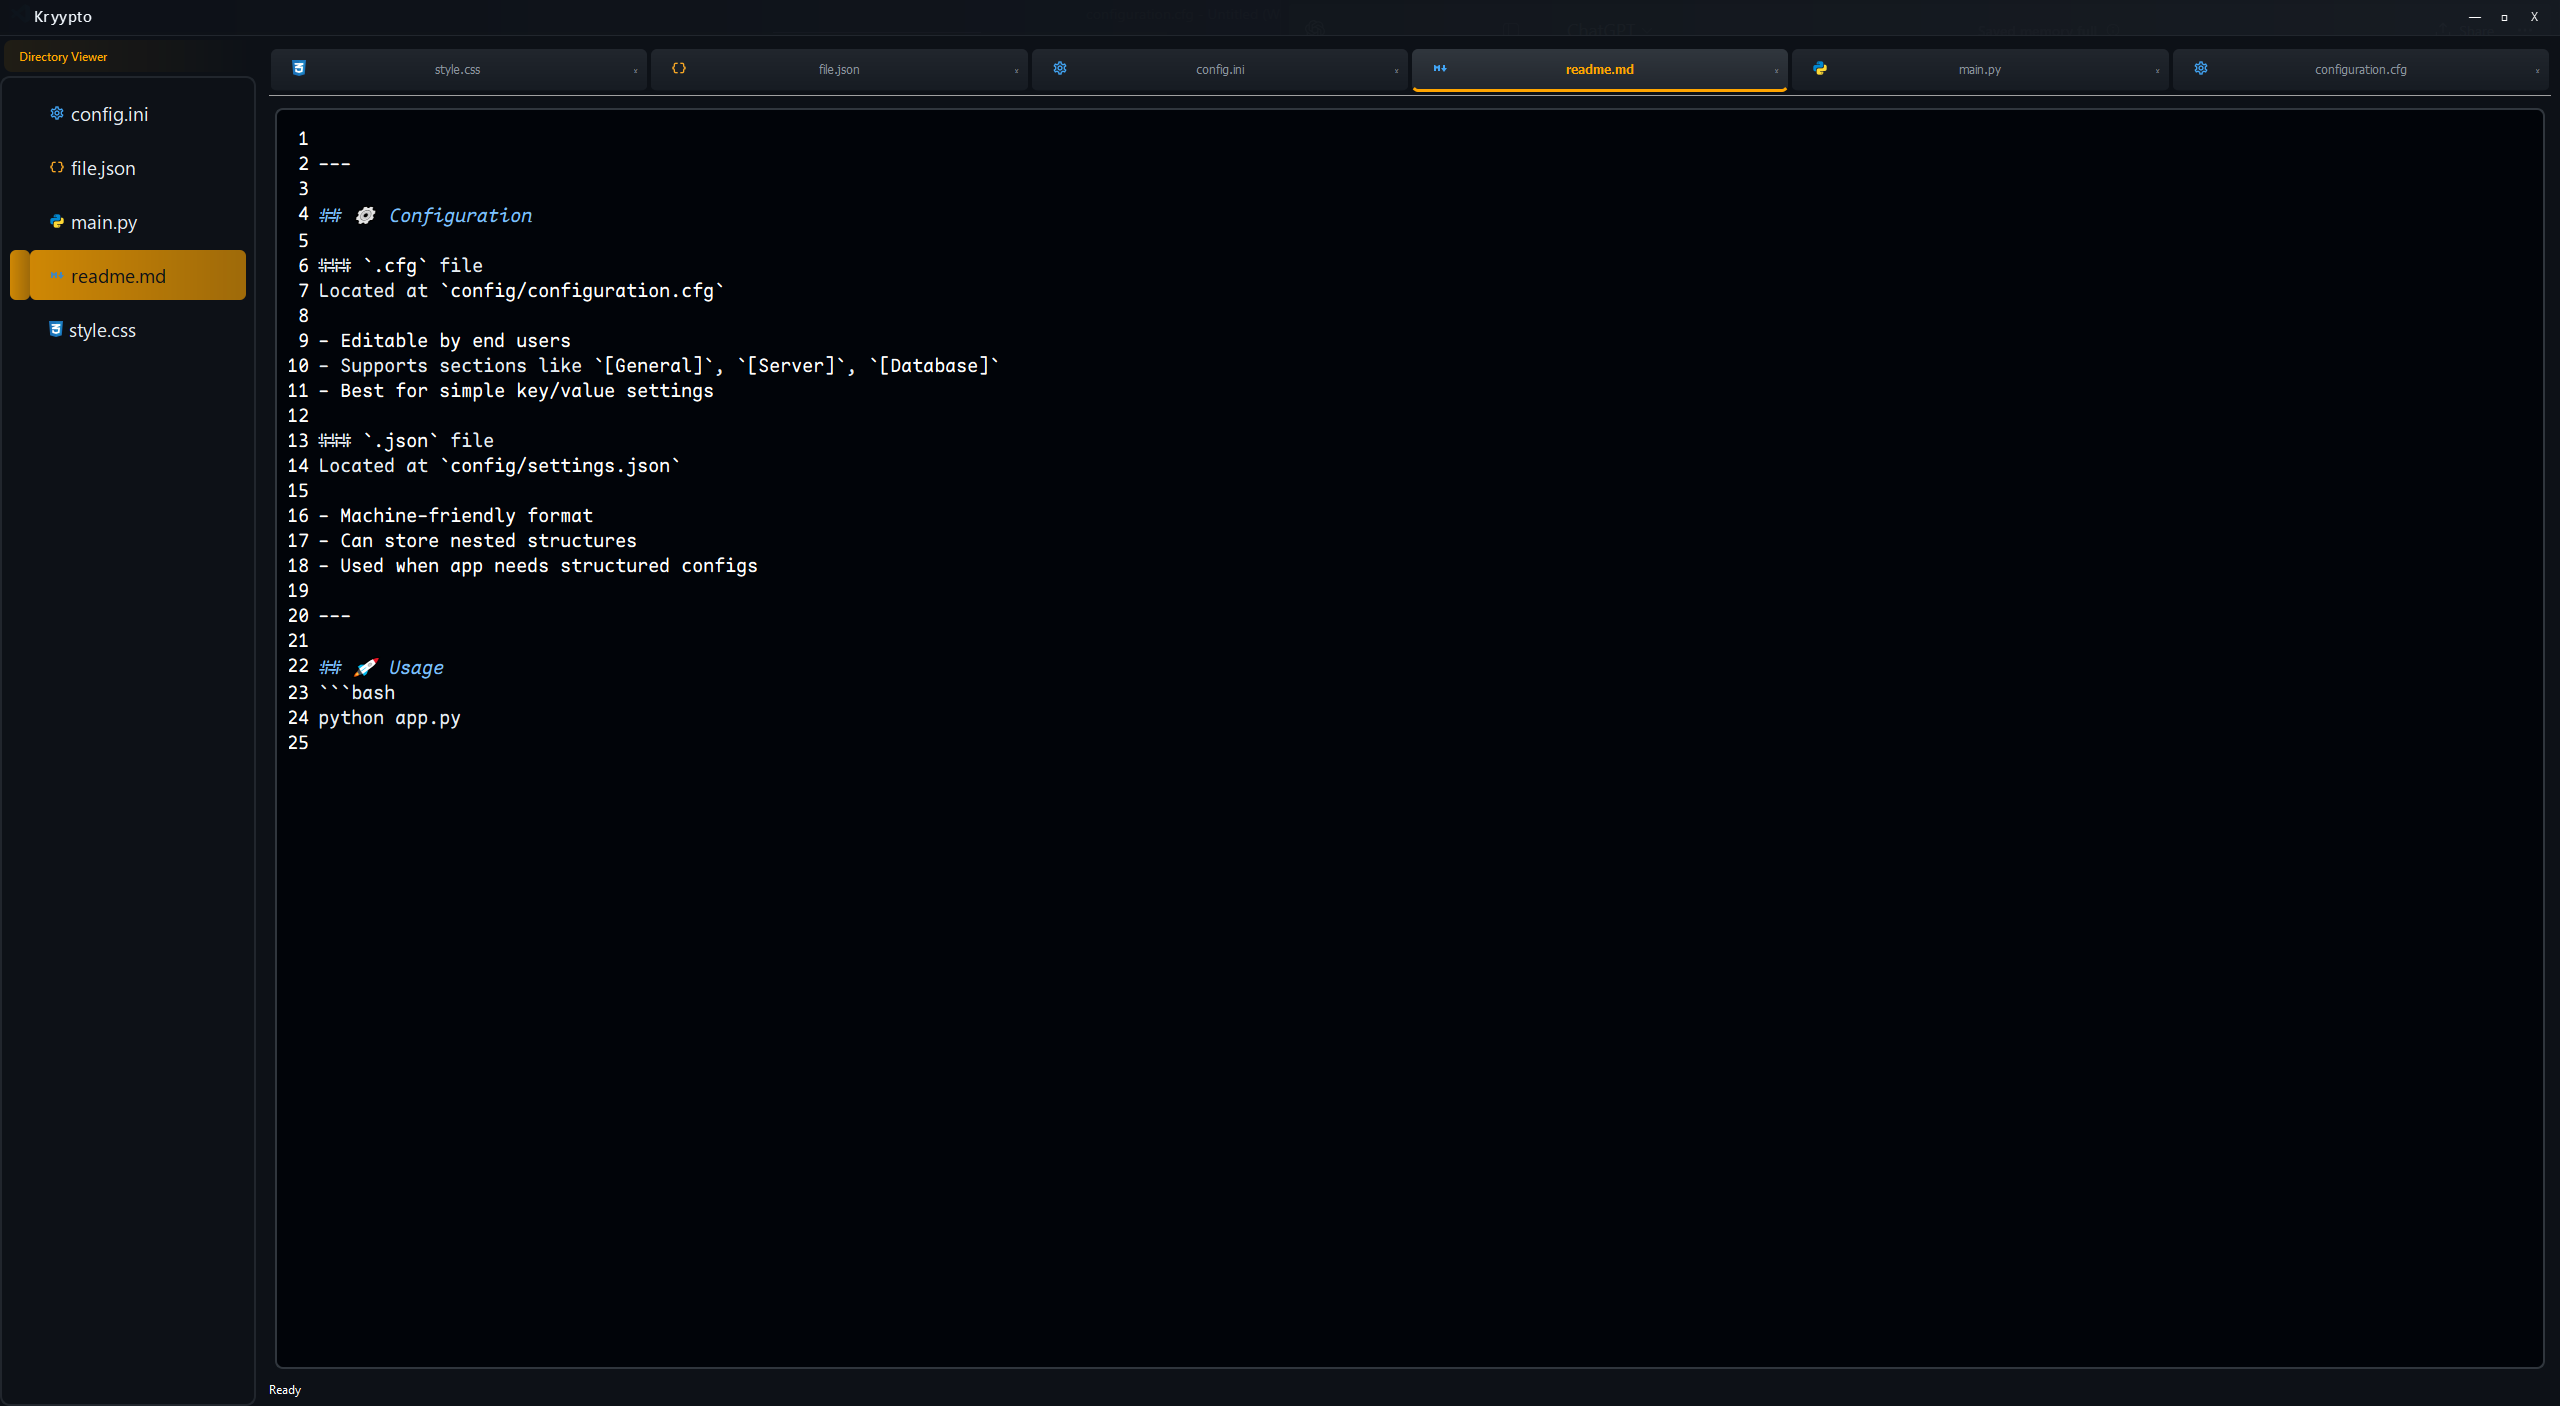 Kryypto
— X
Directory Viewer
style.css x file.json x config.ini x readme.md x main.py x configuration.cfg x
config.ini
file.json
main.py
readme.md
style.css
1
2 ---
3
4 ## ⚙️ Configuration
5
6 ### `.cfg` file
7 Located at `config/configuration.cfg`
8
9 - Editable by end users
10 - Supports sections like `[General]`, `[Server]`, `[Database]`
11 - Best for simple key/value settings
12
13 ### `.json` file
14 Located at `config/settings.json`
15
16 - Machine-friendly format
17 - Can store nested structures
18 - Used when app needs structured configs
19
20 ---
21
22 ## 🚀 Usage
23 ```bash
24 python app.py
25
Ready